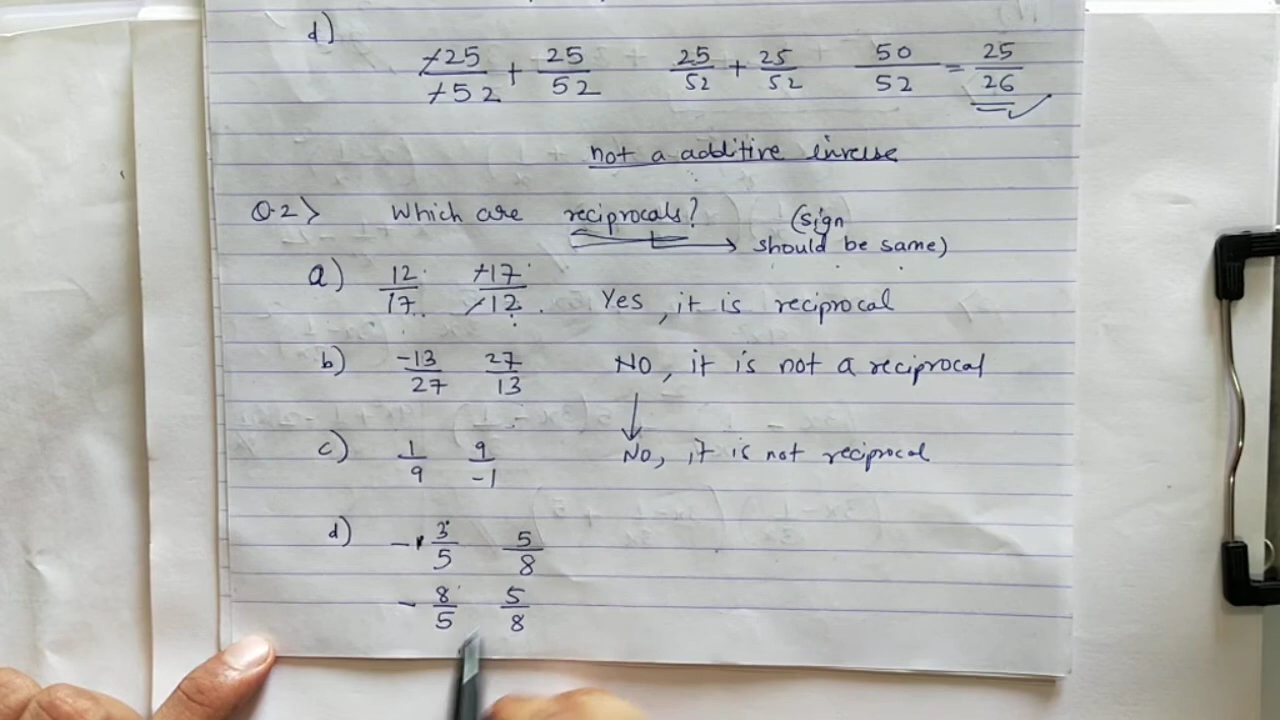 d) -25/-52 + 25/52   25/52 + 25/52   50/52 = 25/26
not a additive inverse
Q.2> Which are reciprocals? (sign
→ should be same)
a) 12/17   -17/-12   Yes, it is reciprocal
b) -13/27   27/13   NO, it is not a reciprocal
c) 1/9   9/-1   No, it is not reciprocal
d) -1 3/5   5/8
- 8/5   5/8